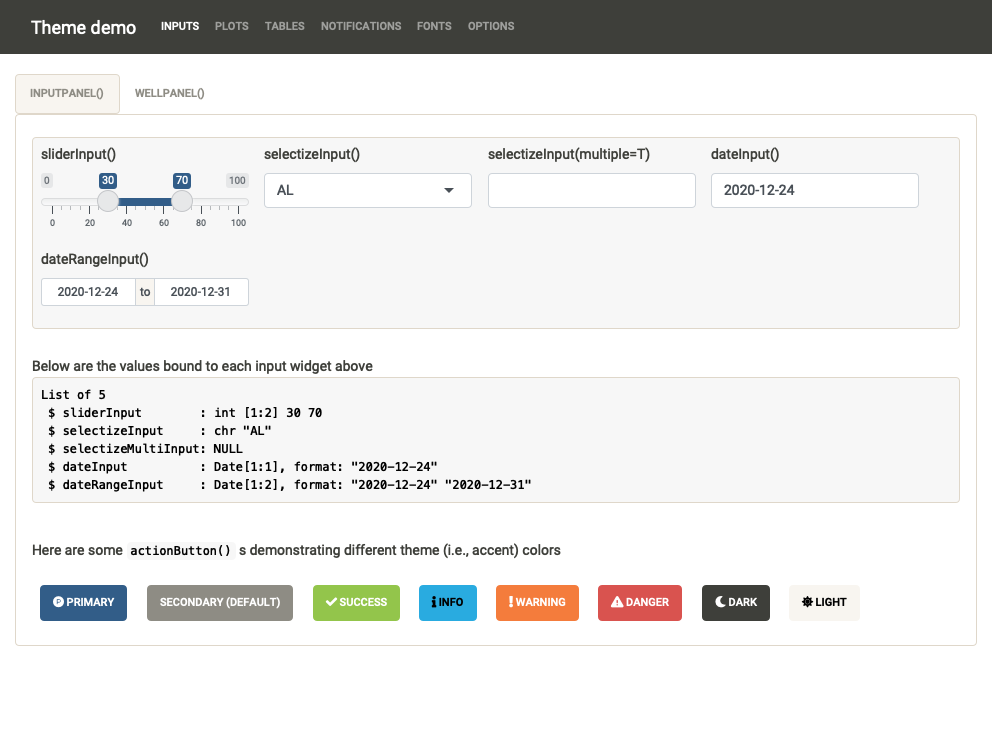 Theme demo INPUTS PLOTS TABLES NOTIFICATIONS FONTS OPTIONS
INPUTPANEL() WELLPANEL()
sliderInput() selectizeInput() selectizeInput(multiple=T) dateInput()
0 30 70 100
AL 2020-12-24
0 20 40 60 80 100
dateRangeInput()
2020-12-24 to 2020-12-31
Below are the values bound to each input widget above
List of 5
 $ sliderInput        : int [1:2] 30 70
 $ selectizeInput     : chr "AL"
 $ selectizeMultiInput: NULL
 $ dateInput          : Date[1:1], format: "2020-12-24"
 $ dateRangeInput     : Date[1:2], format: "2020-12-24" "2020-12-31"
Here are some actionButton() s demonstrating different theme (i.e., accent) colors
PRIMARY SECONDARY (DEFAULT) SUCCESS INFO WARNING DANGER DARK LIGHT